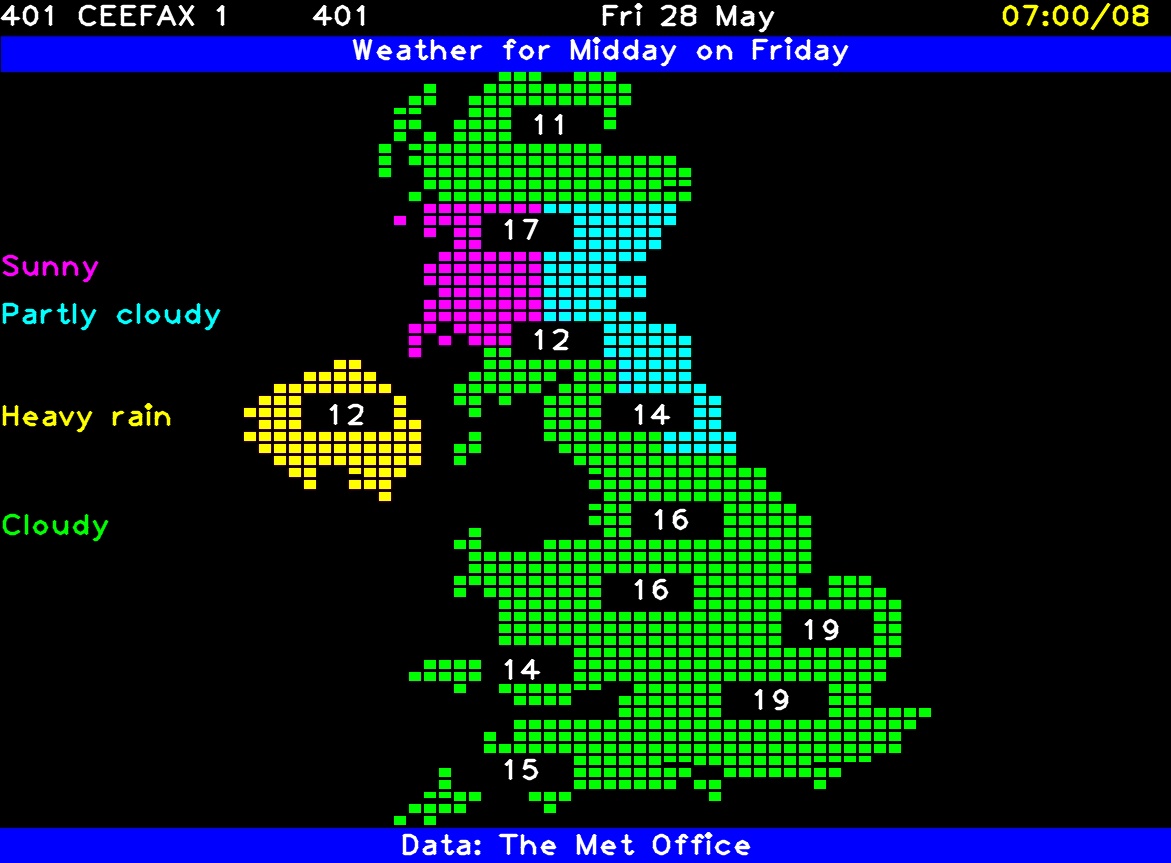 401 CEEFAX 1 401 Fri 28 May 07:00/08
Weather for Midday on Friday
11
17
Sunny
Partly cloudy
12
Heavy rain 12 14
16
Cloudy
16
19
14
19
15
Data: The Met Office